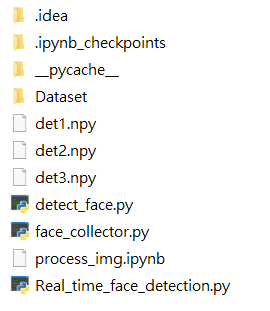 .idea
.ipynb_checkpoints
__pycache__
Dataset
det1.npy
det2.npy
det3.npy
detect_face.py
face_collector.py
process_img.ipynb
Real_time_face_detection.py